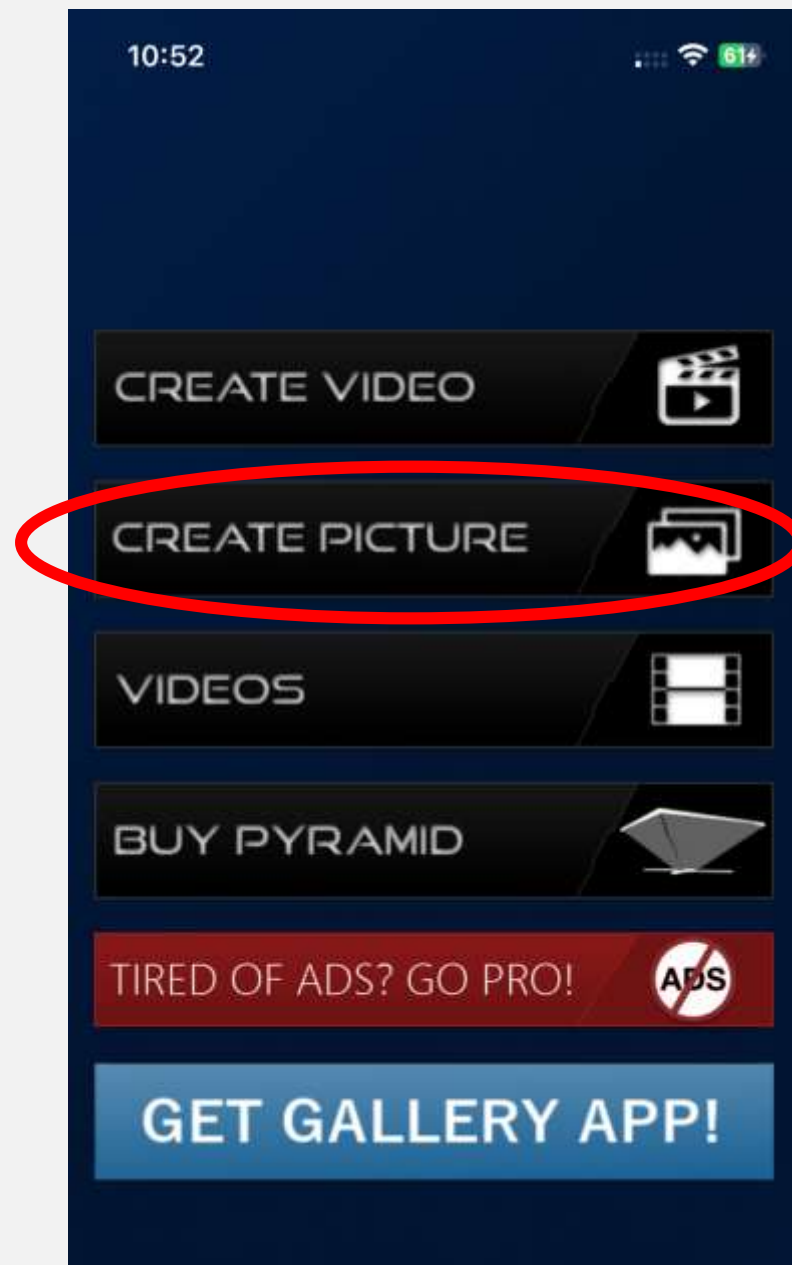 10:52
61
CREATE VIDEO
CREATE PICTURE
VIDEOS
BUY PYRAMID
TIRED OF ADS? GO PRO!
ADS
GET GALLERY APP!